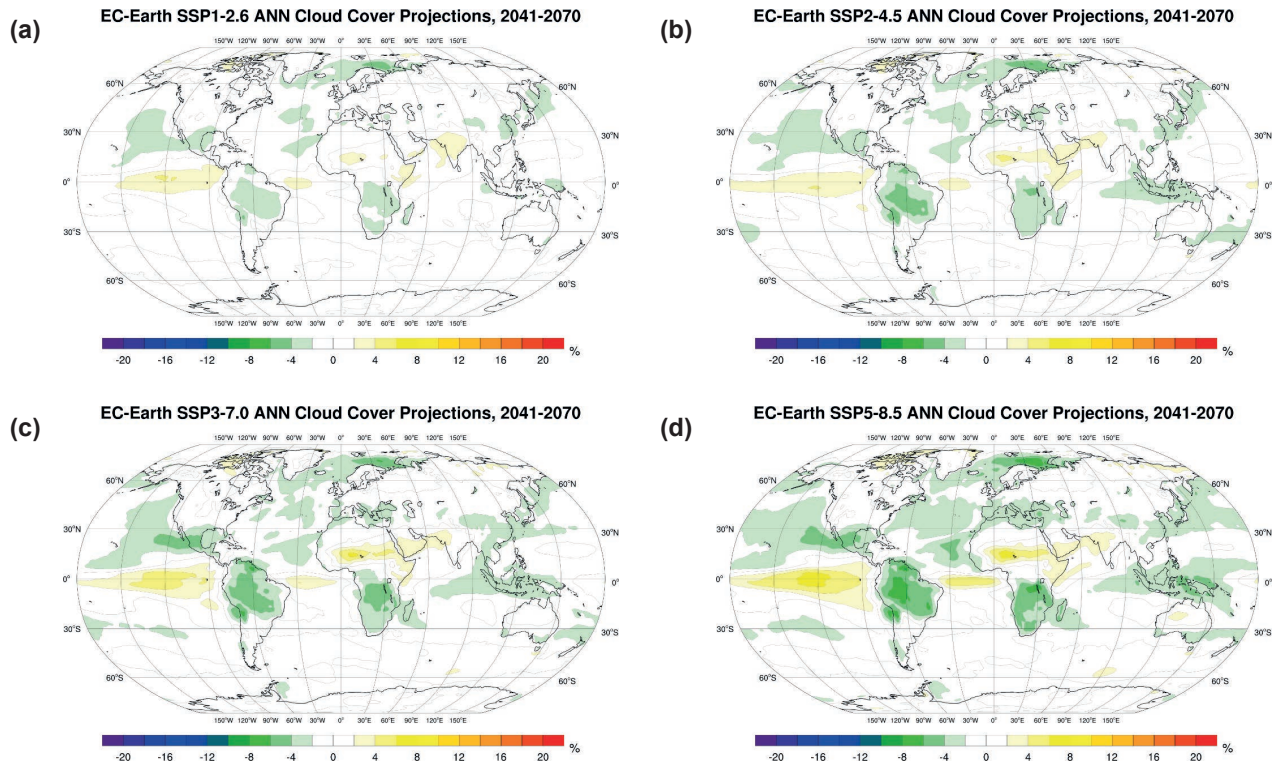 (a)
EC-Earth SSP1-2.6 ANN Cloud Cover Projections, 2041-2070
150°W 120°W 90°W 60°W 30°W 0° 30°E 60°E 90°E 120°E 150°E
60°N
30°N 30°N
0° 0°
30°S 30°S
60°S 60°S
150°W 120°W 90°W 60°W 30°W 0° 30°E 60°E 90°E 120°E 150°E
-20 -16 -12 -8 -4 0 4 8 12 16 20 %
(b)
EC-Earth SSP2-4.5 ANN Cloud Cover Projections, 2041-2070
150°W 120°W 90°W 60°W 30°W 0° 30°E 60°E 90°E 120°E 150°E
60°N 60°N
30°N 30°N
0° 0°
30°S 30°S
60°S 60°S
150°W 120°W 90°W 60°W 30°W 0° 30°E 60°E 90°E 120°E 150°E
-20 -16 -12 -8 -4 0 4 8 12 16 20 %
(c)
EC-Earth SSP3-7.0 ANN Cloud Cover Projections, 2041-2070
150°W 120°W 90°W 60°W 30°W 0° 30°E 60°E 90°E 120°E 150°E
60°N 60°N
30°N 30°N
0° 0°
30°S 30°S
60°S 60°S
150°W 120°W 90°W 60°W 30°W 0° 30°E 60°E 90°E 120°E 150°E
-20 -16 -12 -8 -4 0 4 8 12 16 20 %
(d)
EC-Earth SSP5-8.5 ANN Cloud Cover Projections, 2041-2070
150°W 120°W 90°W 60°W 30°W 0° 30°E 60°E 90°E 120°E 150°E
60°N 60°N
30°N 30°N
0° 0°
30°S 30°S
60°S 60°S
150°W 120°W 90°W 60°W 30°W 0° 30°E 60°E 90°E 120°E 150°E
-20 -16 -12 -8 -4 0 4 8 12 16 20 %